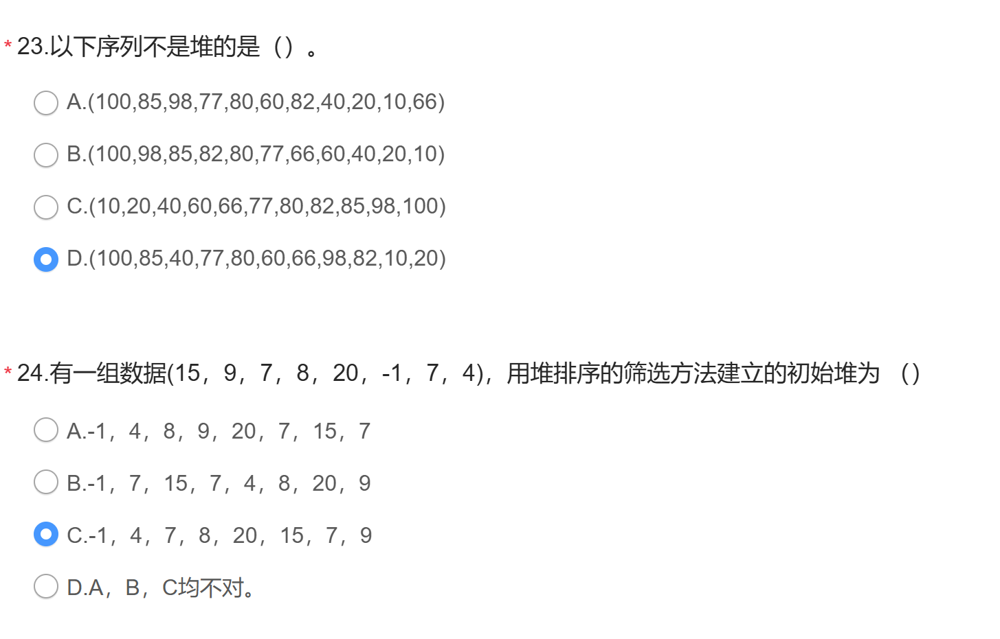 * 23.以下序列不是堆的是（）。
A.(100,85,98,77,80,60,82,40,20,10,66)
B.(100,98,85,82,80,77,66,60,40,20,10)
C.(10,20,40,60,66,77,80,82,85,98,100)
D.(100,85,40,77,80,60,66,98,82,10,20)
* 24.有一组数据(15，9，7，8，20，-1，7，4)，用堆排序的筛选方法建立的初始堆为 （）
A.-1，4，8，9，20，7，15，7
B.-1，7，15，7，4，8，20，9
C.-1，4，7，8，20，15，7，9
D.A，B，C均不对。